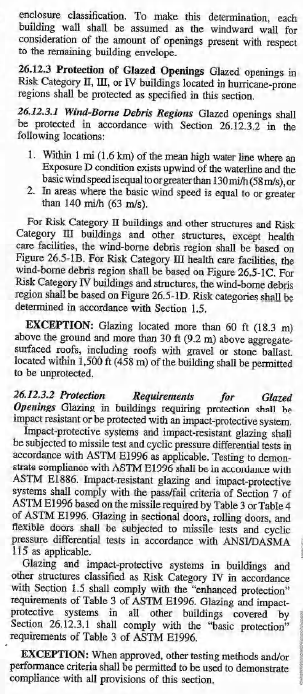 enclosure classification. To make this determination, each
building wall shall be assumed as the windward wall for
consideration of the amount of openings present with respect
to the remaining building envelope.
26.12.3 Protection of Glazed Openings Glazed openings in
Risk Category II, III, or IV buildings located in hurricane-prone
regions shall be protected as specified in this section.
26.12.3.1 Wind-Borne Debris Regions Glazed openings shall
be protected in accordance with Section 26.12.3.2 in the
following locations:
1. Within 1 mi (1.6 km) of the mean high water line where an
Exposure D condition exists upwind of the waterline and the
basic wind speed is equal to or greater than 130 mi/h (58 m/s), or
2. In areas where the basic wind speed is equal to or greater
than 140 mi/h (63 m/s).
For Risk Category II buildings and other structures and Risk
Category III buildings and other structures, except health
care facilities, the wind-borne debris region shall be based on
Figure 26.5-1B. For Risk Category III health care facilities, the
wind-borne debris region shall be based on Figure 26.5-1C. For
Risk Category IV buildings and structures, the wind-borne debris
region shall be based on Figure 26.5-1D. Risk categories shall be
determined in accordance with Section 1.5.
EXCEPTION: Glazing located more than 60 ft (18.3 m)
above the ground and more than 30 ft (9.2 m) above aggregate-
surfaced roofs, including roofs with gravel or stone ballast,
located within 1,500 ft (458 m) of the building shall be permitted
to be unprotected.
26.12.3.2 Protection Requirements for Glazed
Openings Glazing in buildings requiring protection shall be
impact resistant or be protected with an impact-protective system.
Impact-protective systems and impact-resistant glazing shall
be subjected to missile test and cyclic pressure differential tests in
accordance with ASTM E1996 as applicable. Testing to demon-
strate compliance with ASTM E1996 shall be in accordance with
ASTM E1886. Impact-resistant glazing and impact-protective
systems shall comply with the pass/fail criteria of Section 7 of
ASTM E1996 based on the missile required by Table 3 or Table 4
of ASTM E1996. Glazing in sectional doors, rolling doors, and
flexible doors shall be subjected to missile tests and cyclic
pressure differential tests in accordance with ANSI/DASMA
115 as applicable.
Glazing and impact-protective systems in buildings and
other structures classified as Risk Category IV in accordance
with Section 1.5 shall comply with the "enhanced protection"
requirements of Table 3 of ASTM E1996. Glazing and impact-
protective systems in all other buildings covered by
Section 26.12.3.1 shall comply with the "basic protection"
requirements of Table 3 of ASTM E1996.
EXCEPTION: When approved, other testing methods and/or
performance criteria shall be permitted to be used to demonstrate
compliance with all provisions of this section.